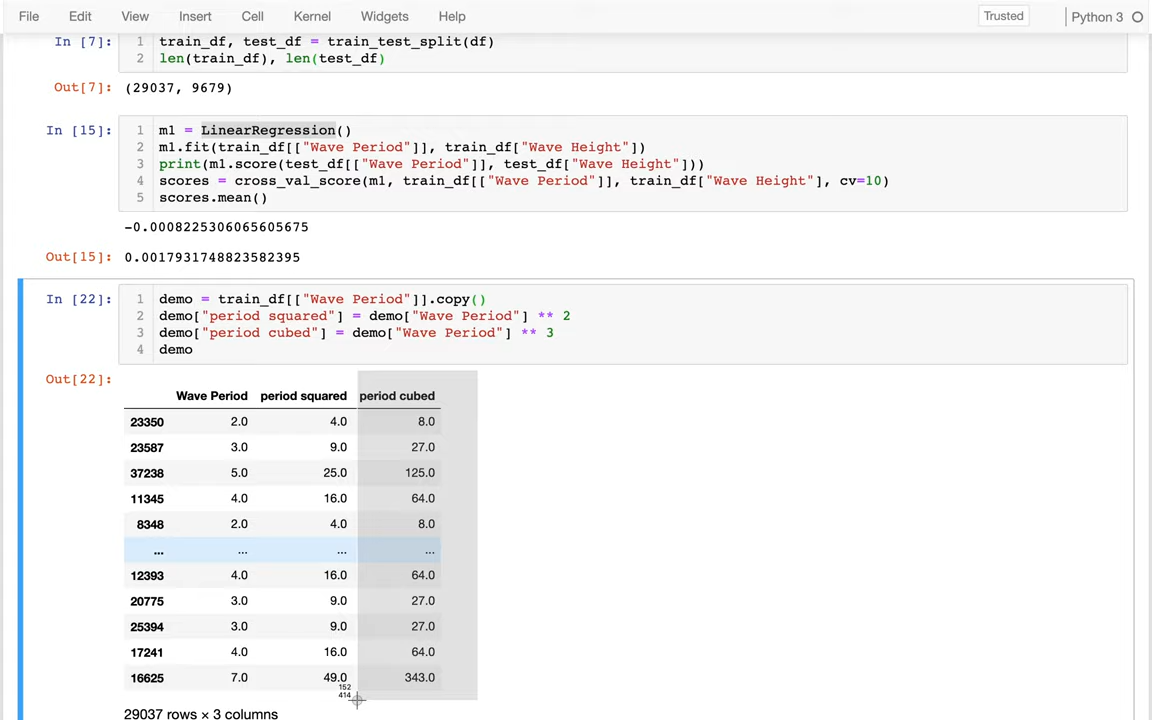 File Edit View Insert Cell Kernel Widgets Help Trusted Python 3
In [7]: 1 train_df, test_df = train_test_split(df)
2 len(train_df), len(test_df)
Out[7]: (29037, 9679)
In [15]: 1 m1 = LinearRegression()
2 m1.fit(train_df[["Wave Period"]], train_df["Wave Height"])
3 print(m1.score(test_df[["Wave Period"]], test_df["Wave Height"]))
4 scores = cross_val_score(m1, train_df[["Wave Period"]], train_df["Wave Height"], cv=10)
5 scores.mean()
-0.0008225306065605675
Out[15]: 0.0017931748823582395
In [22]: 1 demo = train_df[["Wave Period"]].copy()
2 demo["period squared"] = demo["Wave Period"] ** 2
3 demo["period cubed"] = demo["Wave Period"] ** 3
4 demo
Out[22]:
Wave Period period squared period cubed
23350 2.0 4.0 8.0
23587 3.0 9.0 27.0
37238 5.0 25.0 125.0
11345 4.0 16.0 64.0
8348 2.0 4.0 8.0
... ... ... ...
12393 4.0 16.0 64.0
20775 3.0 9.0 27.0
25394 3.0 9.0 27.0
17241 4.0 16.0 64.0
16625 7.0 49.0 343.0
152
414
29037 rows × 3 columns